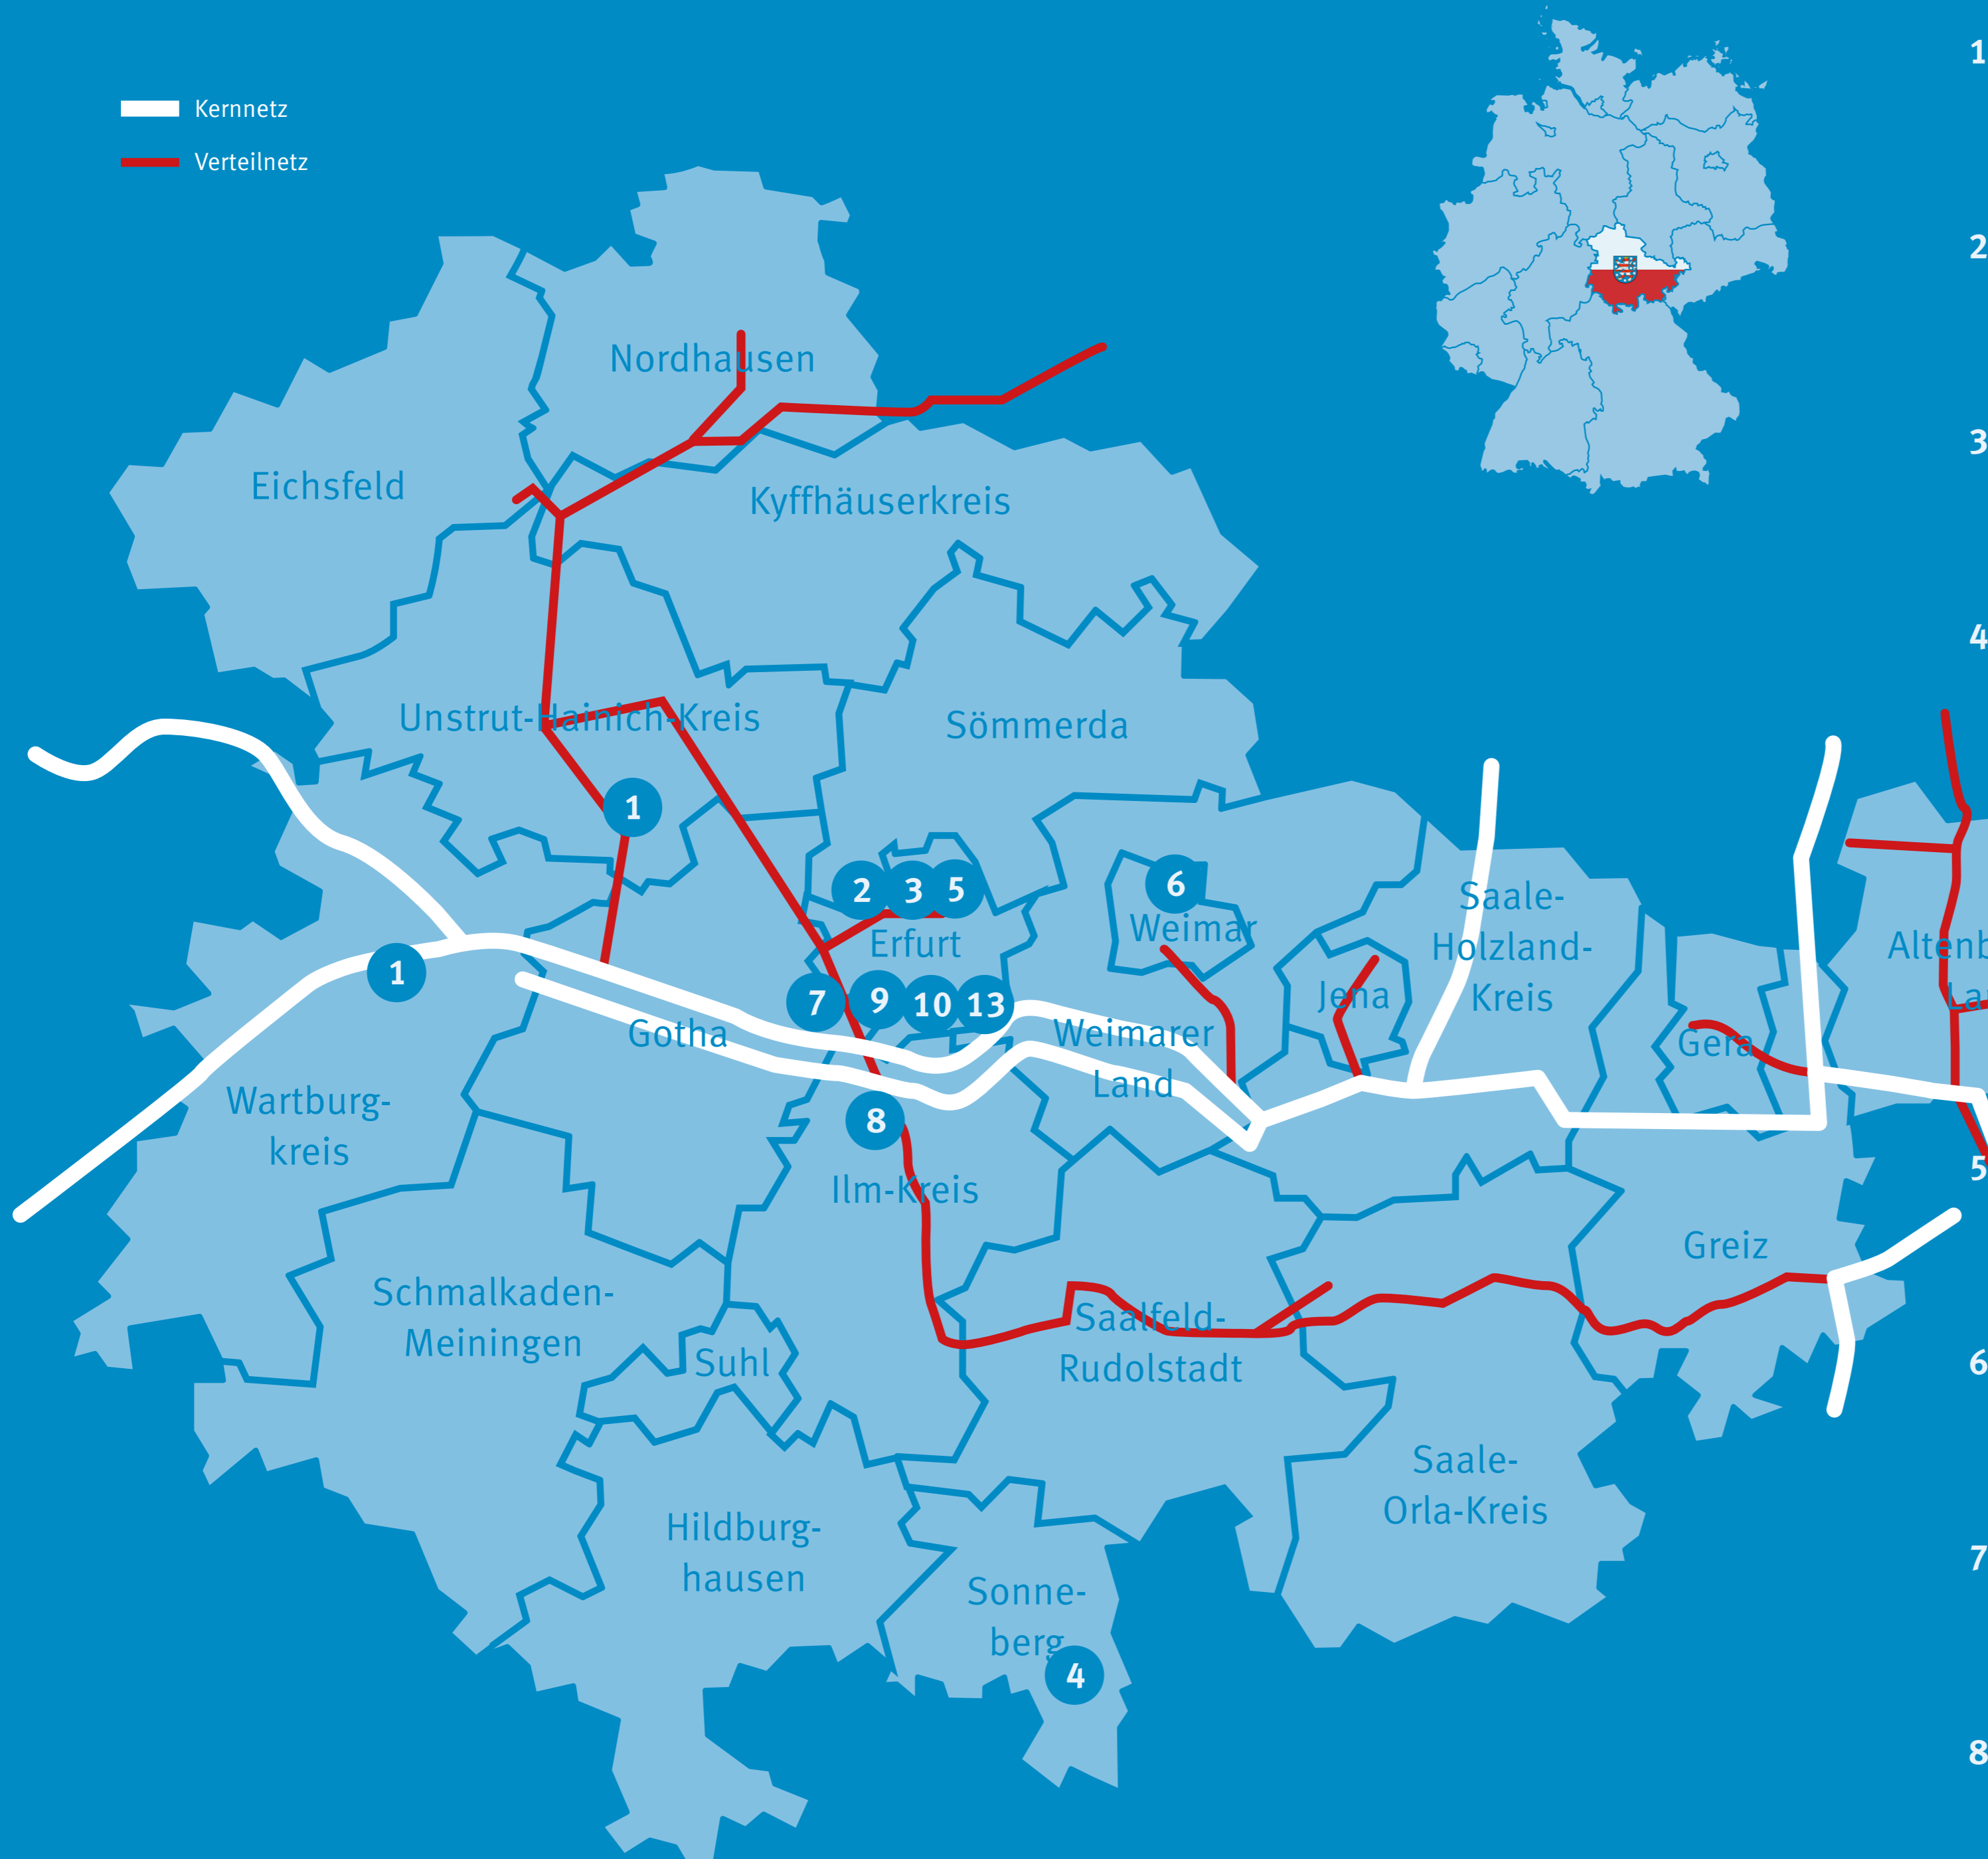 Kernnetz
Verteilnetz
1
2
3
4
5
6
7
8
Nordhausen
Eichsfeld
Kyffhäuserkreis
Unstrut-Hainich-Kreis
Sömmerda
1
2
3
5
6
Erfurt
Weimar
Saale-
Holzland-
Kreis
Altenb
La
1
7
9
10
13
Jena
Gera
Gotha
Weimarer
Land
Wartburg-
kreis
8
Ilm-Kreis
Greiz
Schmalkaden-
Meiningen
Suhl
Saalfeld-
Rudolstadt
Saale-
Orla-Kreis
Hildburg-
hausen
Sonne-
berg
4